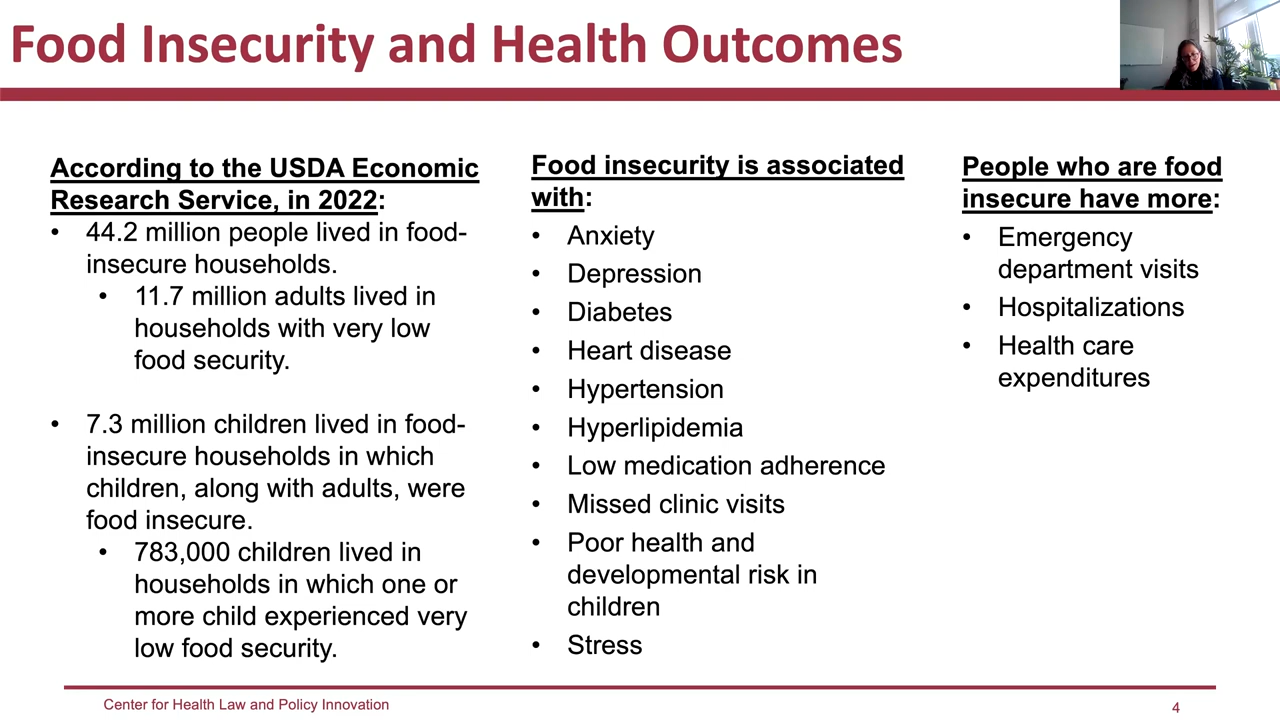 Food Insecurity and Health Outcomes
According to the USDA Economic
Research Service, in 2022:
• 44.2 million people lived in food-
insecure households.
• 11.7 million adults lived in
households with very low
food security.
• 7.3 million children lived in food-
insecure households in which
children, along with adults, were
food insecure.
• 783,000 children lived in
households in which one or
more child experienced very
low food security.
Food insecurity is associated
with:
• Anxiety
• Depression
• Diabetes
• Heart disease
• Hypertension
• Hyperlipidemia
• Low medication adherence
• Missed clinic visits
• Poor health and
developmental risk in
children
• Stress
People who are food
insecure have more:
• Emergency
department visits
• Hospitalizations
• Health care
expenditures
Center for Health Law and Policy Innovation
4